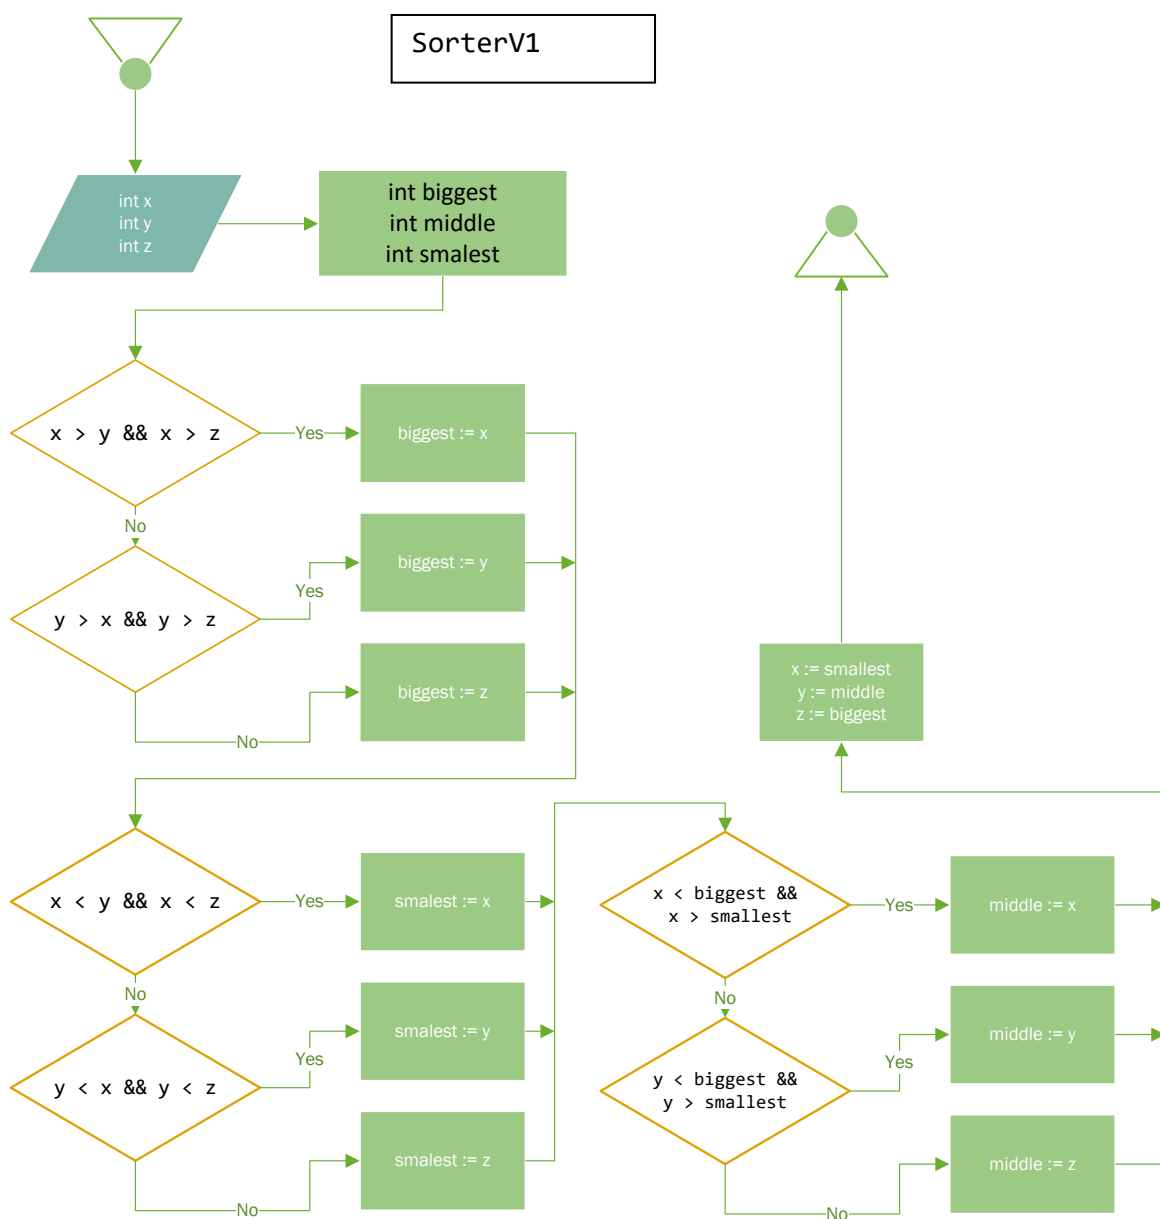 SorterV1
int x
int y
int z
int biggest
int middle
int smalest
x > y && x > z
Yes
biggest := x
No
y > x && y > z
Yes
biggest := y
No
biggest := z
x < y && x < z
Yes
smalest := x
No
y < x && y < z
Yes
smalest := y
No
smalest := z
x < biggest &&
x > smallest
Yes
middle := x
No
y < biggest &&
y > smallest
Yes
middle := y
No
middle := z
x := smallest
y := middle
z := biggest